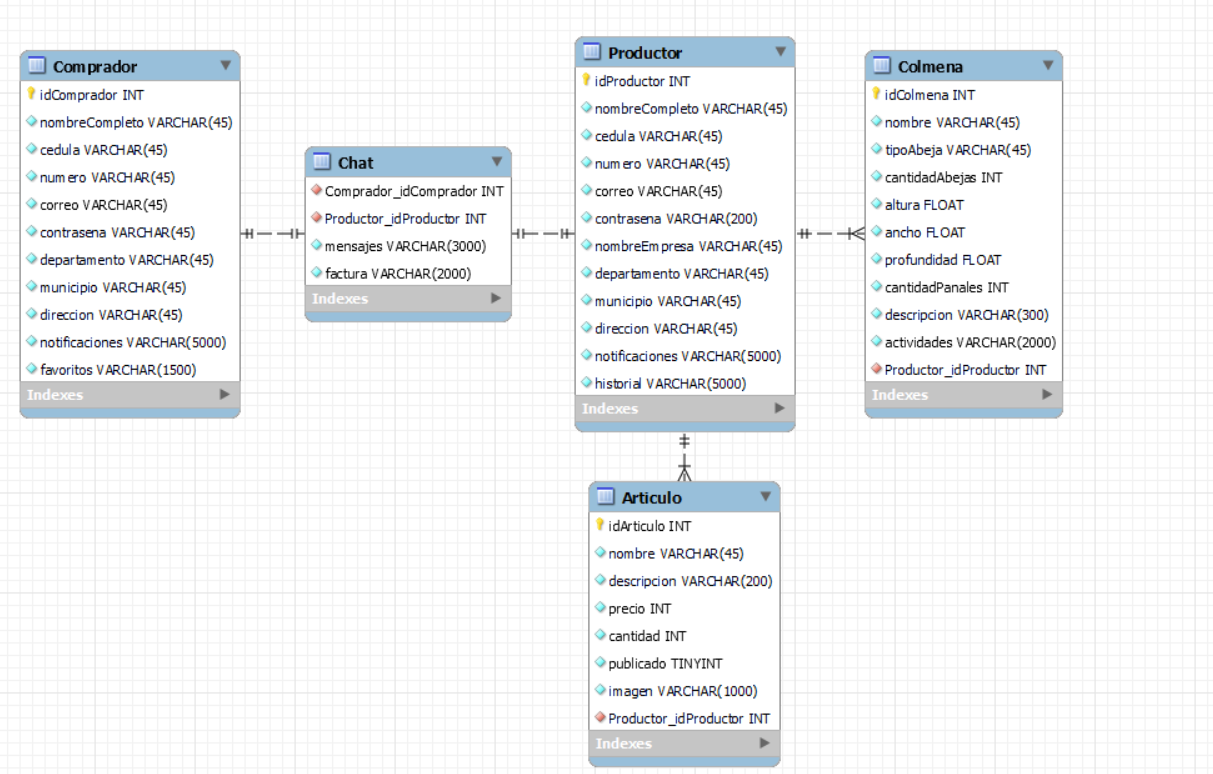 Comprador
idComprador INT
nombreCompleto VARCHAR(45)
cedula VARCHAR(45)
numero VARCHAR(45)
correo VARCHAR(45)
contrasena VARCHAR(45)
departamento VARCHAR(45)
municipio VARCHAR(45)
direccion VARCHAR(45)
notificaciones VARCHAR(5000)
favoritos VARCHAR(1500)
Indexes
Chat
Comprador_idComprador INT
Productor_idProductor INT
mensajes VARCHAR(3000)
factura VARCHAR(2000)
Indexes
Productor
idProductor INT
nombreCompleto VARCHAR(45)
cedula VARCHAR(45)
numero VARCHAR(45)
correo VARCHAR(45)
contrasena VARCHAR(200)
nombreEmpresa VARCHAR(45)
departamento VARCHAR(45)
municipio VARCHAR(45)
direccion VARCHAR(45)
notificaciones VARCHAR(5000)
historial VARCHAR(5000)
Indexes
Colmena
idColmena INT
nombre VARCHAR(45)
tipoAbeja VARCHAR(45)
cantidadAbejas INT
altura FLOAT
ancho FLOAT
profundidad FLOAT
cantidadPanales INT
descripcion VARCHAR(300)
actividades VARCHAR(2000)
Productor_idProductor INT
Indexes
Articulo
idArticulo INT
nombre VARCHAR(45)
descripcion VARCHAR(200)
precio INT
cantidad INT
publicado TINYINT
imagen VARCHAR(1000)
Productor_idProductor INT
Indexes